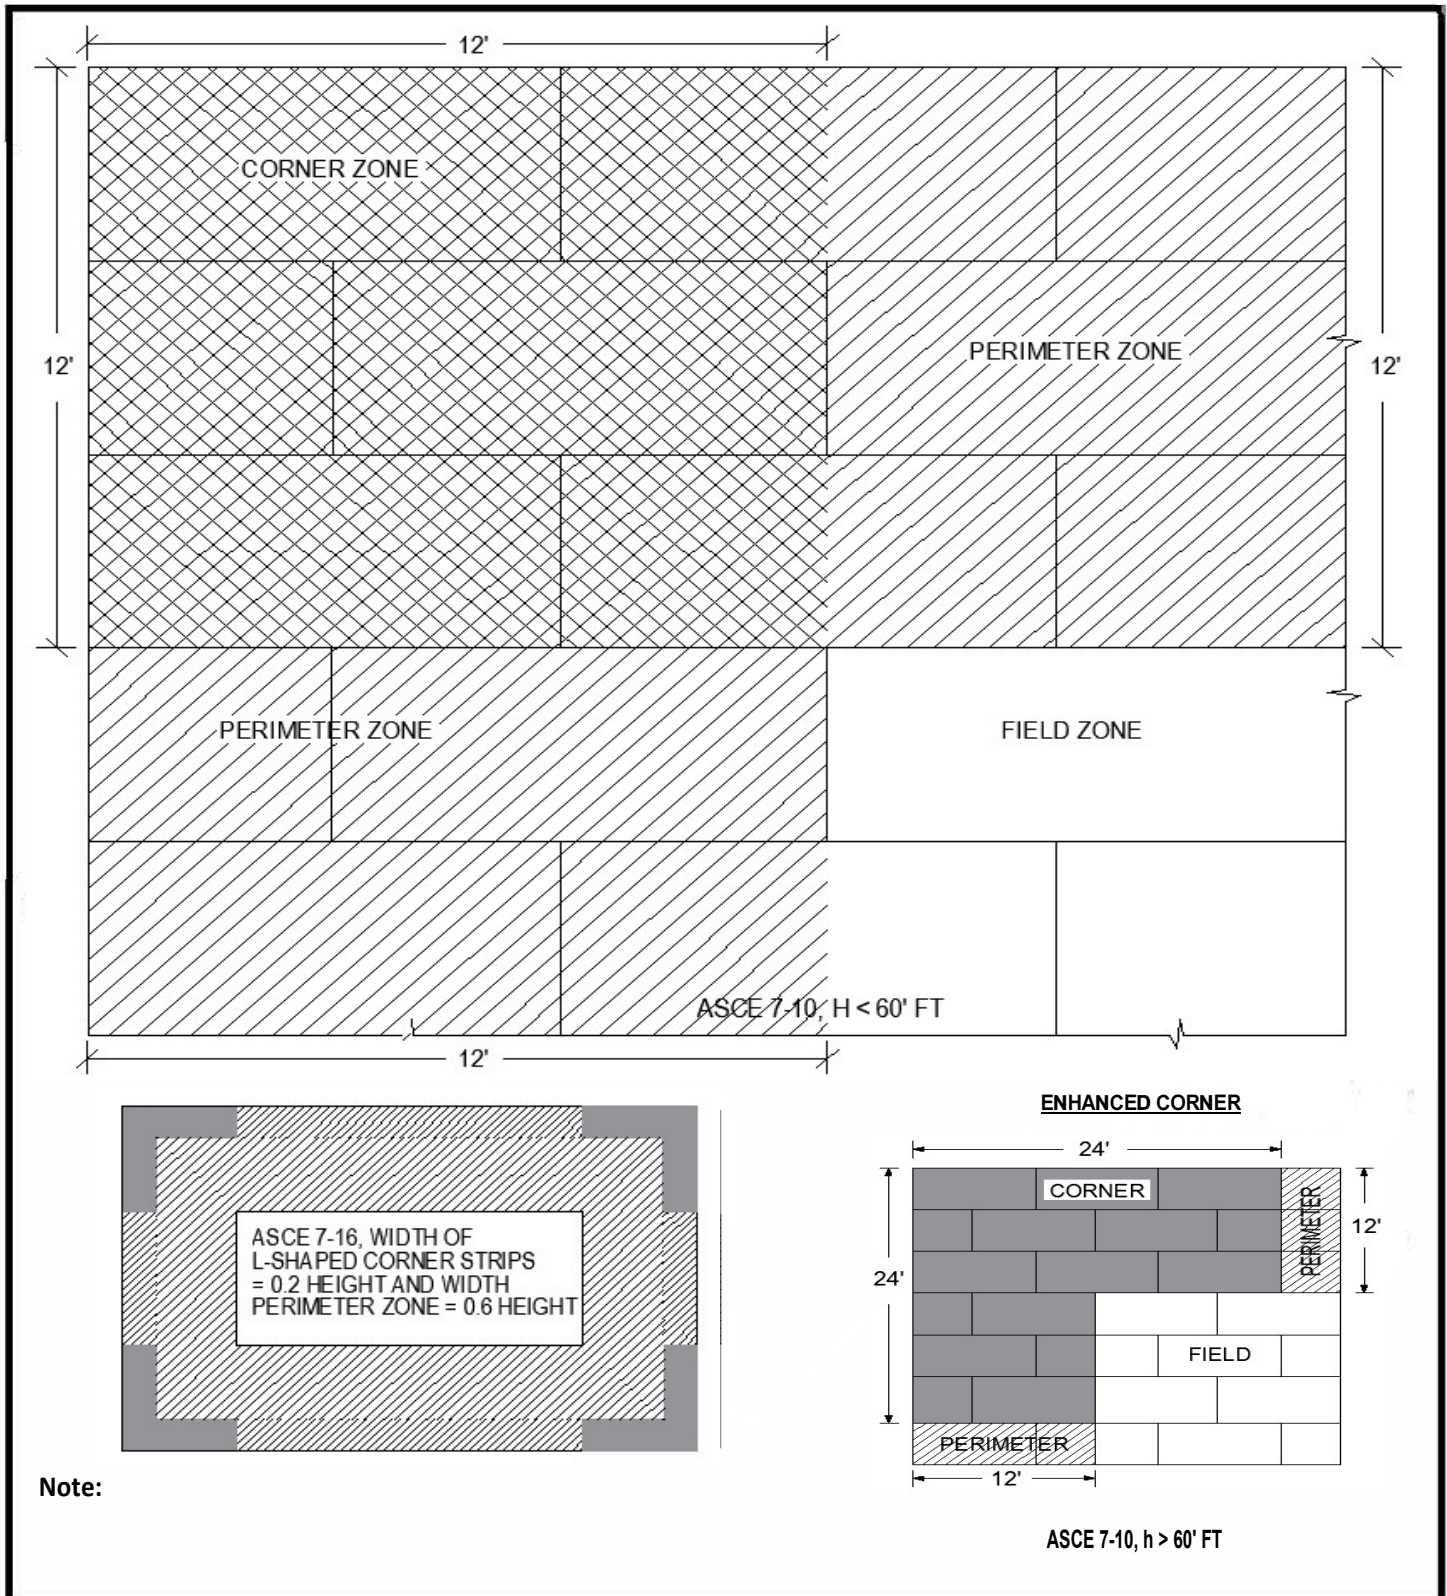 12'
CORNER ZONE
12'
PERIMETER ZONE
12'
PERIMETER ZONE
FIELD ZONE
ASCE 7-10, H < 60' FT
12'
ENHANCED CORNER
24'
CORNER
PERIMETER
12'
24'
FIELD
PERIMETER
12'
ASCE 7-16, WIDTH OF
L-SHAPED CORNER STRIPS
= 0.2 HEIGHT AND WIDTH
PERIMETER ZONE = 0.6 HEIGHT
Note:
ASCE 7-10, h > 60' FT